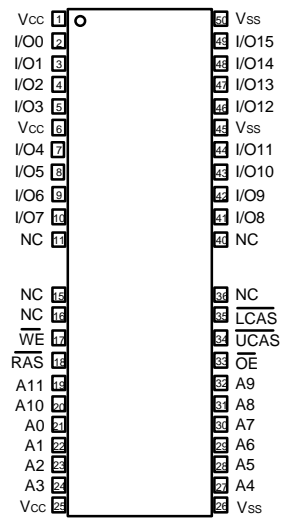 Vcc 1 50 Vss
I/O0 2 49 I/O15
I/O1 3 48 I/O14
I/O2 4 47 I/O13
I/O3 5 46 I/O12
Vcc 6 45 Vss
I/O4 7 44 I/O11
I/O5 8 43 I/O10
I/O6 9 42 I/O9
I/O7 10 41 I/O8
NC 11 40 NC
NC 15 36 NC
NC 16 35 LCAS
WE 17 34 UCAS
RAS 18 33 OE
A11 19 32 A9
A10 20 31 A8
A0 21 30 A7
A1 22 29 A6
A2 23 28 A5
A3 24 27 A4
Vcc 25 26 Vss